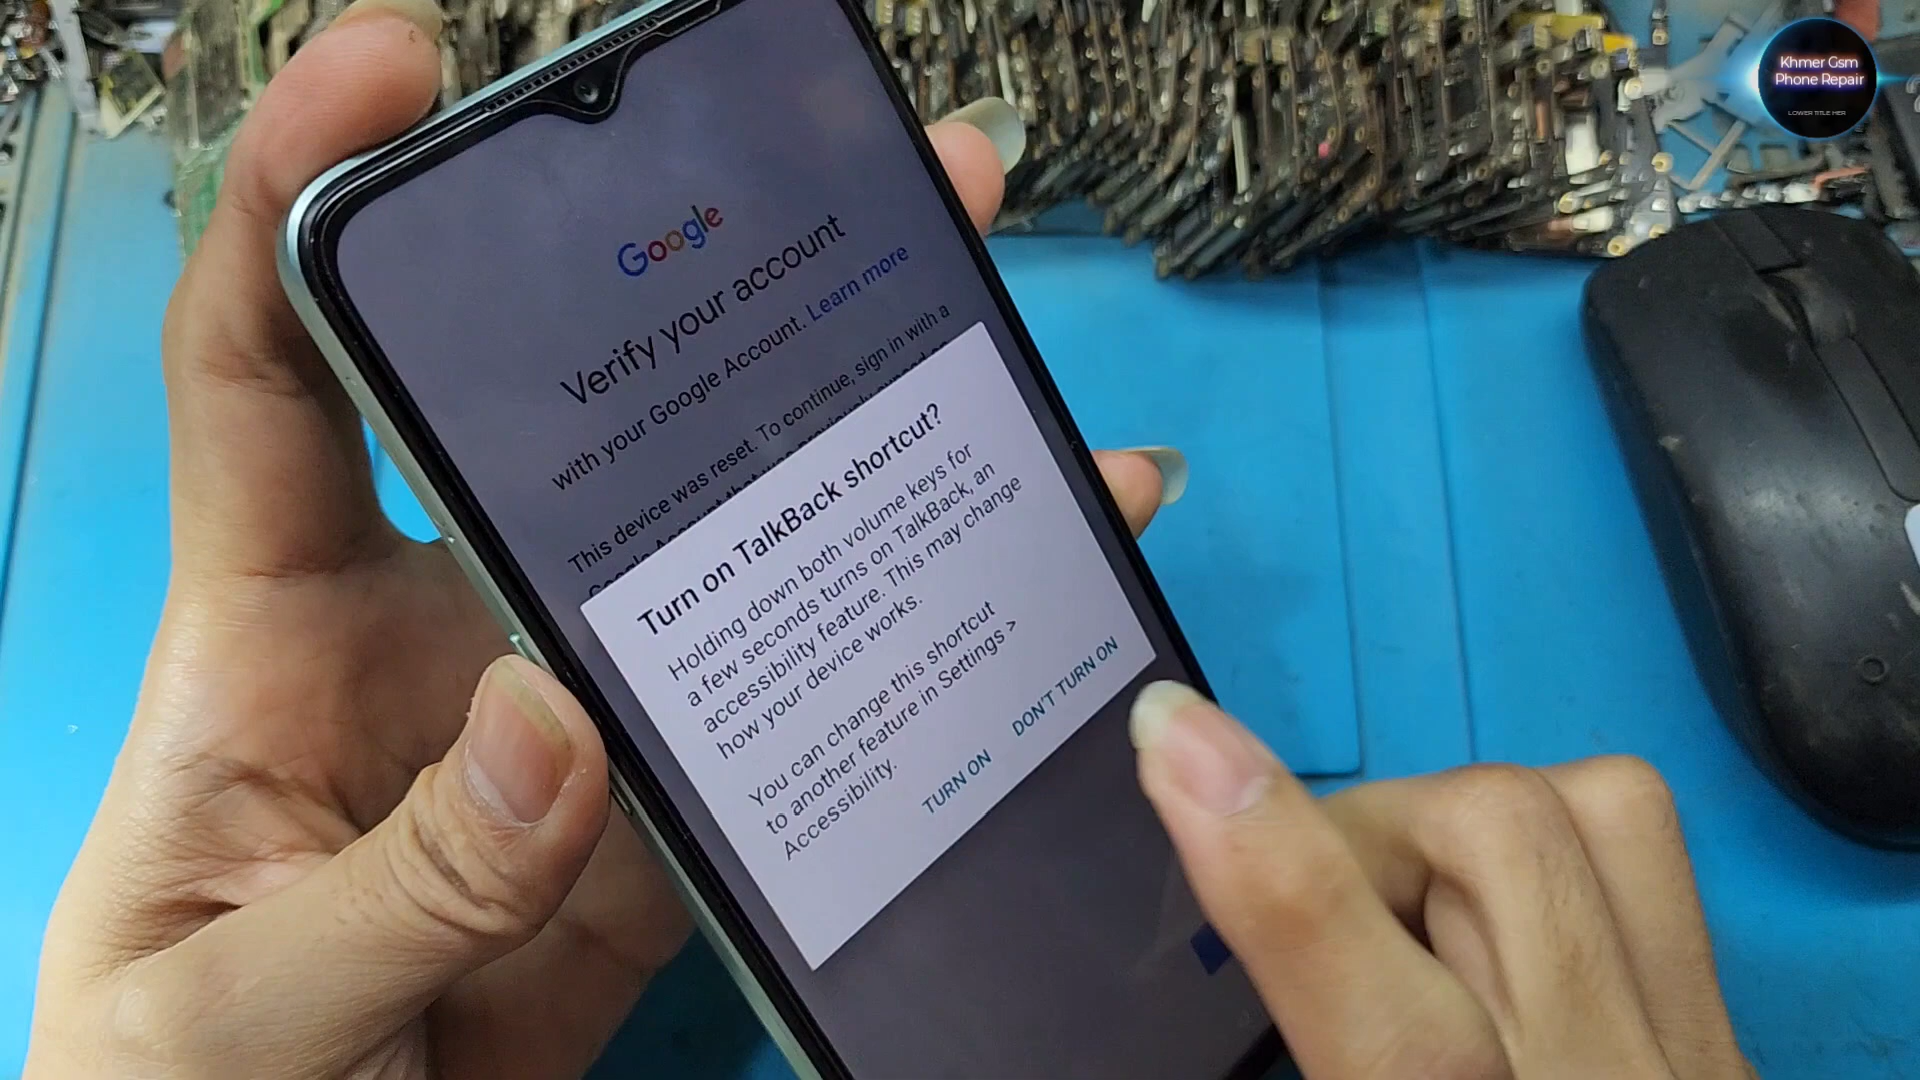 Khmer Gsm
Phone Repair
LOWER TITLE HER
Google
Verify your account
with your Google Account. Learn more
This device was reset. To continue, sign in with a
Turn on TalkBack shortcut?
Holding down both volume keys for
a few seconds turns on TalkBack, an
accessibility feature. This may change
how your device works.
You can change this shortcut
to another feature in Settings >
Accessibility.
TURN ON
DON'T TURN ON